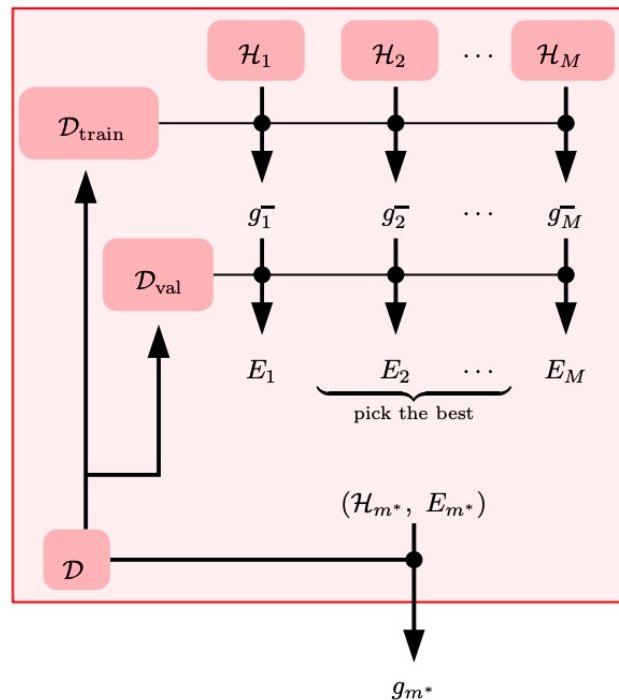 ℋ₁ ℋ₂ ⋯ ℋ_M
𝒟_train
g₁⁻ g₂⁻ ⋯ g_M⁻
𝒟_val
E₁ E₂ ⋯ E_M
pick the best
(ℋ_{m*}, E_{m*})
𝒟
g_{m*}